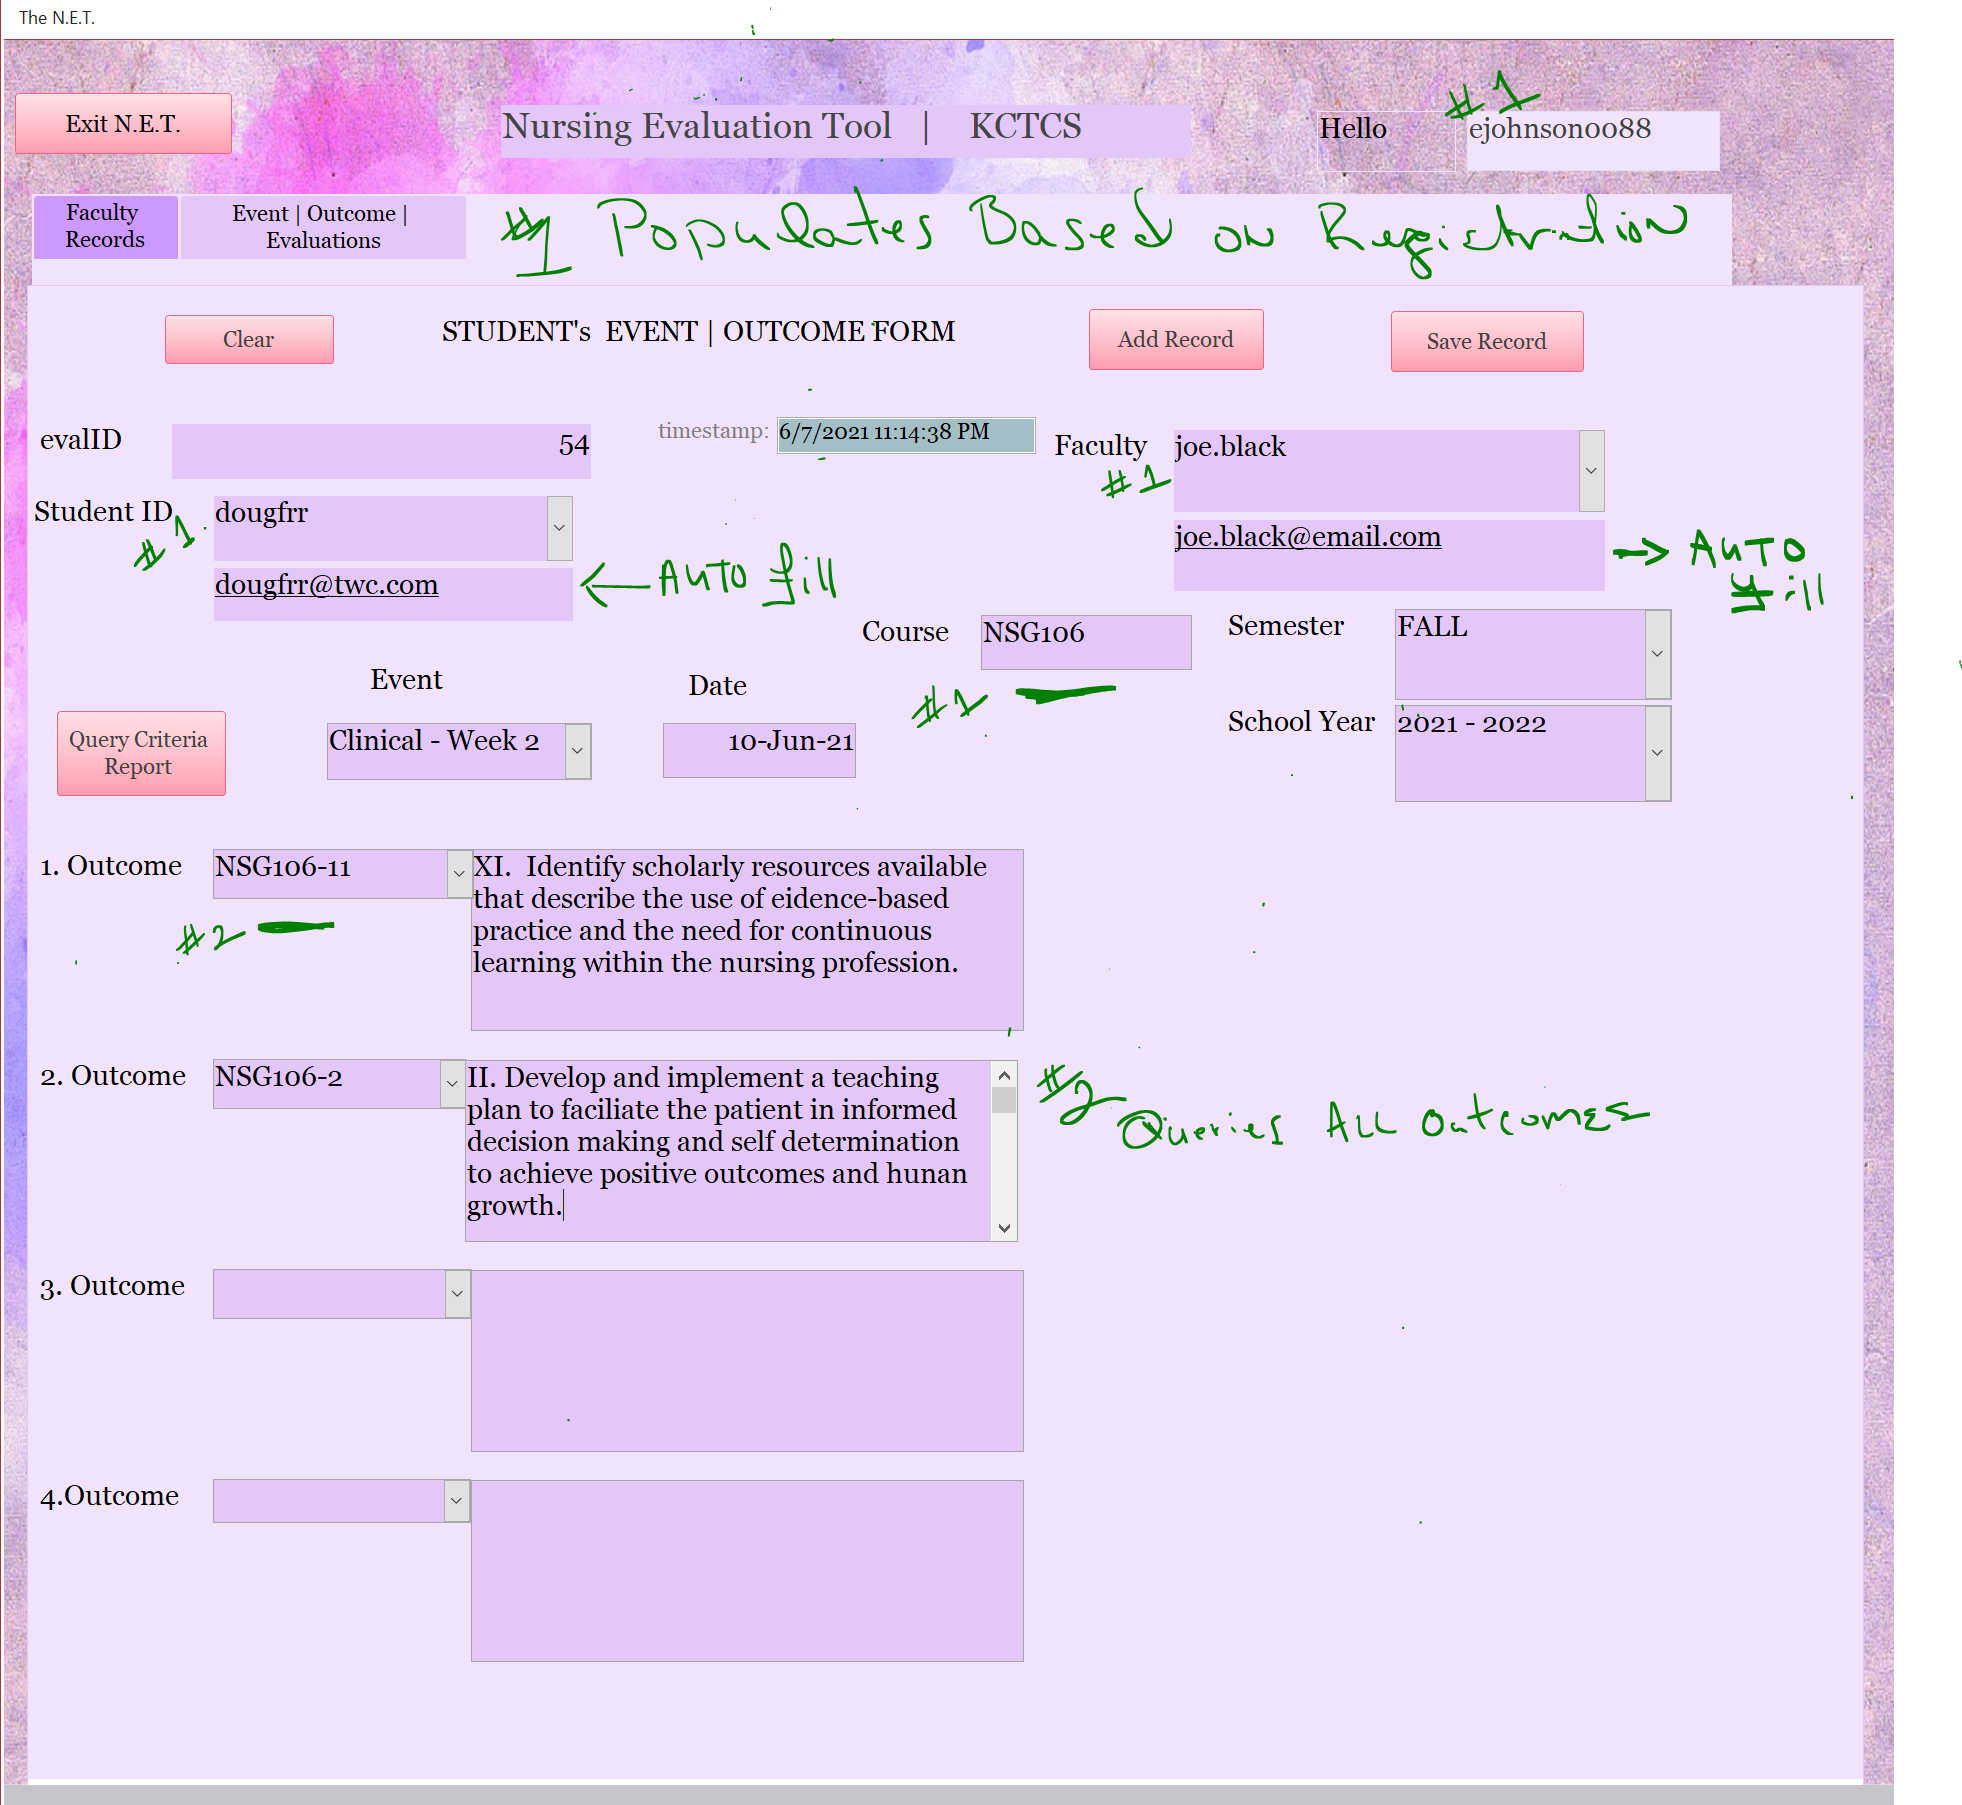 The N.E.T.
Exit N.E.T.
Nursing Evaluation Tool | KCTCS
Hello
#1
ejohnson0088
Faculty
Records
Event | Outcome |
Evaluations
#1 Populates Based on Registration
Clear
STUDENT's EVENT | OUTCOME FORM
Add Record
Save Record
evalID
54
timestamp:
6/7/2021 11:14:38 PM
Faculty
#1
joe.black
joe.black@email.com
→ AUTO
fill
Student ID
#1
dougfrr
dougfrr@twc.com
← AUTO fill
Course
NSG106
#1
Semester
FALL
School Year
2021 - 2022
Event
Date
Query Criteria
Report
Clinical - Week 2
10-Jun-21
1. Outcome
NSG106-11
#2
XI. Identify scholarly resources available
that describe the use of eidence-based
practice and the need for continuous
learning within the nursing profession.
2. Outcome
NSG106-2
II. Develop and implement a teaching
plan to faciliate the patient in informed
decision making and self determination
to achieve positive outcomes and hunan
growth.
#2
Queries ALL Outcomes
3. Outcome
4.Outcome